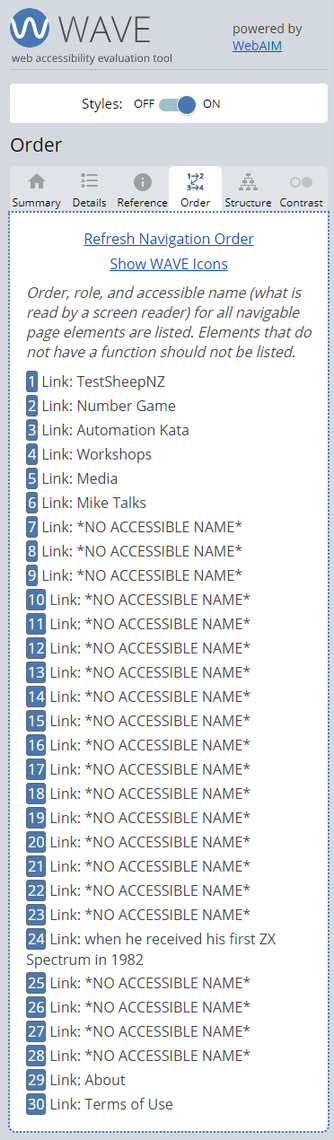 WAVE
web accessibility evaluation tool
powered by
WebAIM
Styles: OFF ON
Order
Summary Details Reference Order Structure Contrast
Refresh Navigation Order
Show WAVE Icons
Order, role, and accessible name (what is
read by a screen reader) for all navigable
page elements are listed. Elements that do
not have a function should not be listed.
1 Link: TestSheepNZ
2 Link: Number Game
3 Link: Automation Kata
4 Link: Workshops
5 Link: Media
6 Link: Mike Talks
7 Link: *NO ACCESSIBLE NAME*
8 Link: *NO ACCESSIBLE NAME*
9 Link: *NO ACCESSIBLE NAME*
10 Link: *NO ACCESSIBLE NAME*
11 Link: *NO ACCESSIBLE NAME*
12 Link: *NO ACCESSIBLE NAME*
13 Link: *NO ACCESSIBLE NAME*
14 Link: *NO ACCESSIBLE NAME*
15 Link: *NO ACCESSIBLE NAME*
16 Link: *NO ACCESSIBLE NAME*
17 Link: *NO ACCESSIBLE NAME*
18 Link: *NO ACCESSIBLE NAME*
19 Link: *NO ACCESSIBLE NAME*
20 Link: *NO ACCESSIBLE NAME*
21 Link: *NO ACCESSIBLE NAME*
22 Link: *NO ACCESSIBLE NAME*
23 Link: *NO ACCESSIBLE NAME*
24 Link: when he received his first ZX
Spectrum in 1982
25 Link: *NO ACCESSIBLE NAME*
26 Link: *NO ACCESSIBLE NAME*
27 Link: *NO ACCESSIBLE NAME*
28 Link: *NO ACCESSIBLE NAME*
29 Link: About
30 Link: Terms of Use